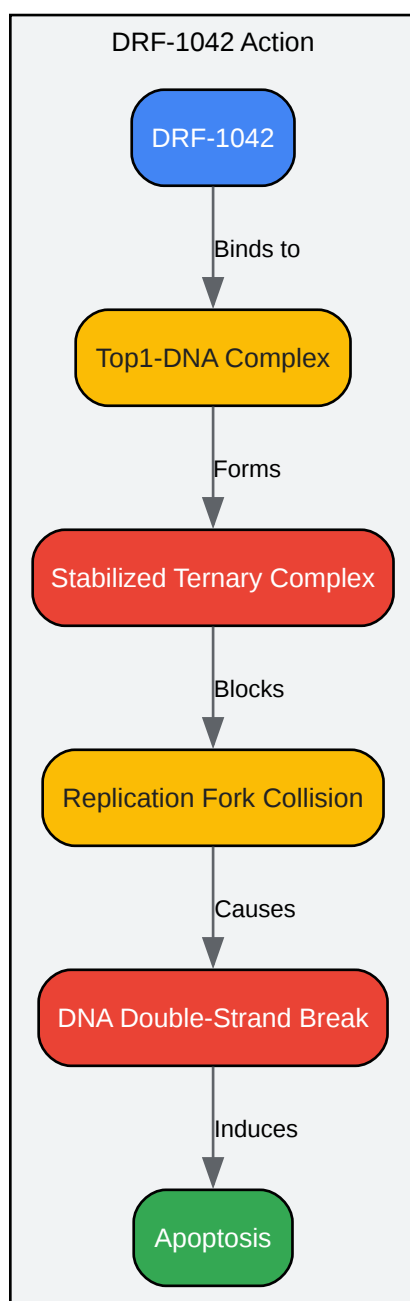 DRF-1042 Action
DRF-1042
Binds to
Top1-DNA Complex
Forms
Stabilized Ternary Complex
Blocks
Replication Fork Collision
Causes
DNA Double-Strand Break
Induces
Apoptosis